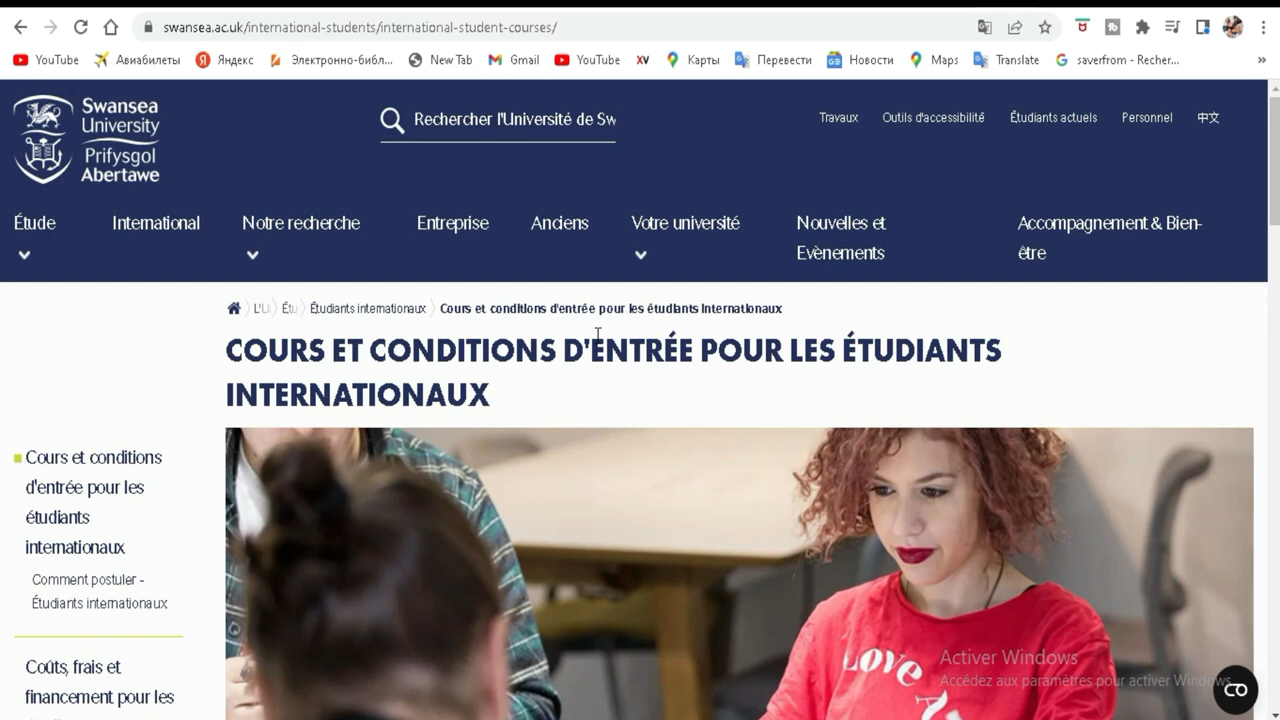 swansea.ac.uk/international-students/international-student-courses/
YouTube Авиабилеты Яндекс Электронно-библ... New Tab Gmail YouTube XV Карты Перевести Новости Maps Translate saverfrom - Recher... »
Swansea
University
Prifysgol
Abertawe
Rechercher l'Université de Sw
Travaux Outils d'accessibilité Étudiants actuels Personnel 中文
Étude International Notre recherche Entreprise Anciens Votre université Nouvelles et Evènements Accompagnement & Bien-être
L'U Étu Étudiants internationaux Cours et conditions d'entrée pour les étudiants internationaux
COURS ET CONDITIONS D'ENTRÉE POUR LES ÉTUDIANTS
INTERNATIONAUX
Cours et conditions
d'entrée pour les
étudiants
internationaux
Comment postuler -
Étudiants internationaux
Coûts, frais et
financement pour les
Love
Activer Windows
Accédez aux paramètres pour activer Windows.